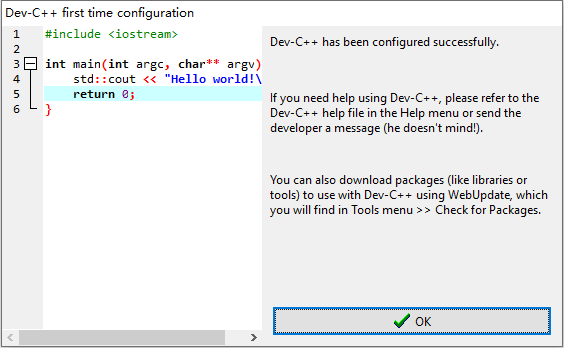 Dev-C++ first time configuration
1 #include <iostream>
2
3 int main(int argc, char** argv)
4 std::cout << "Hello world!\
5 return 0;
6 }
Dev-C++ has been configured successfully.
If you need help using Dev-C++, please refer to the
Dev-C++ help file in the Help menu or send the
developer a message (he doesn't mind!).
You can also download packages (like libraries or
tools) to use with Dev-C++ using WebUpdate, which
you will find in Tools menu >> Check for Packages.
OK